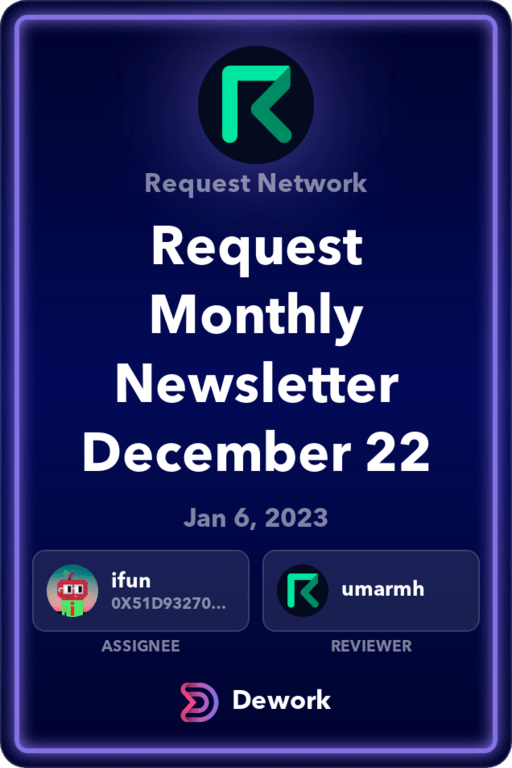 Request Network
Request
Monthly
Newsletter
December 22
Jan 6, 2023
ifun
0X51D93270...
umarmh
ASSIGNEE
REVIEWER
Dework